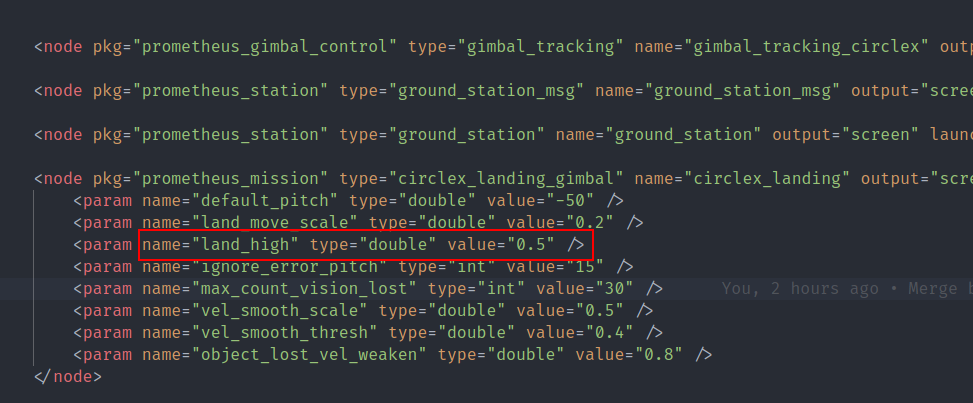 <node pkg="prometheus_gimbal_control" type="gimbal_tracking" name="gimbal_tracking_circlex" outp
<node pkg="prometheus_station" type="ground_station_msg" name="ground_station_msg" output="scree
<node pkg="prometheus_station" type="ground_station" name="ground_station" output="screen" launc
<node pkg="prometheus_mission" type="circlex_landing_gimbal" name="circlex_landing" output="scre
<param name="default_pitch" type="double" value="-50" />
<param name="land_move_scale" type="double" value="0.2" />
<param name="land_high" type="double" value="0.5" />
<param name="ignore_error_pitch" type="int" value="15" />
<param name="max_count_vision_lost" type="int" value="30" /> You, 2 hours ago • Merge b
<param name="vel_smooth_scale" type="double" value="0.5" />
<param name="vel_smooth_thresh" type="double" value="0.4" />
<param name="object_lost_vel_weaken" type="double" value="0.8" />
</node>